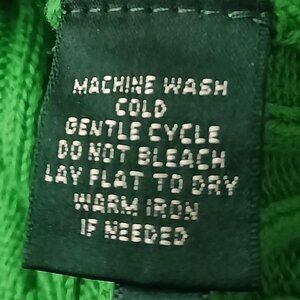 MACHINE WASH
COLD
GENTLE CYCLE
DO NOT BLEACH
LAY FLAT TO DRY
WARM IRON
IF NEEDED